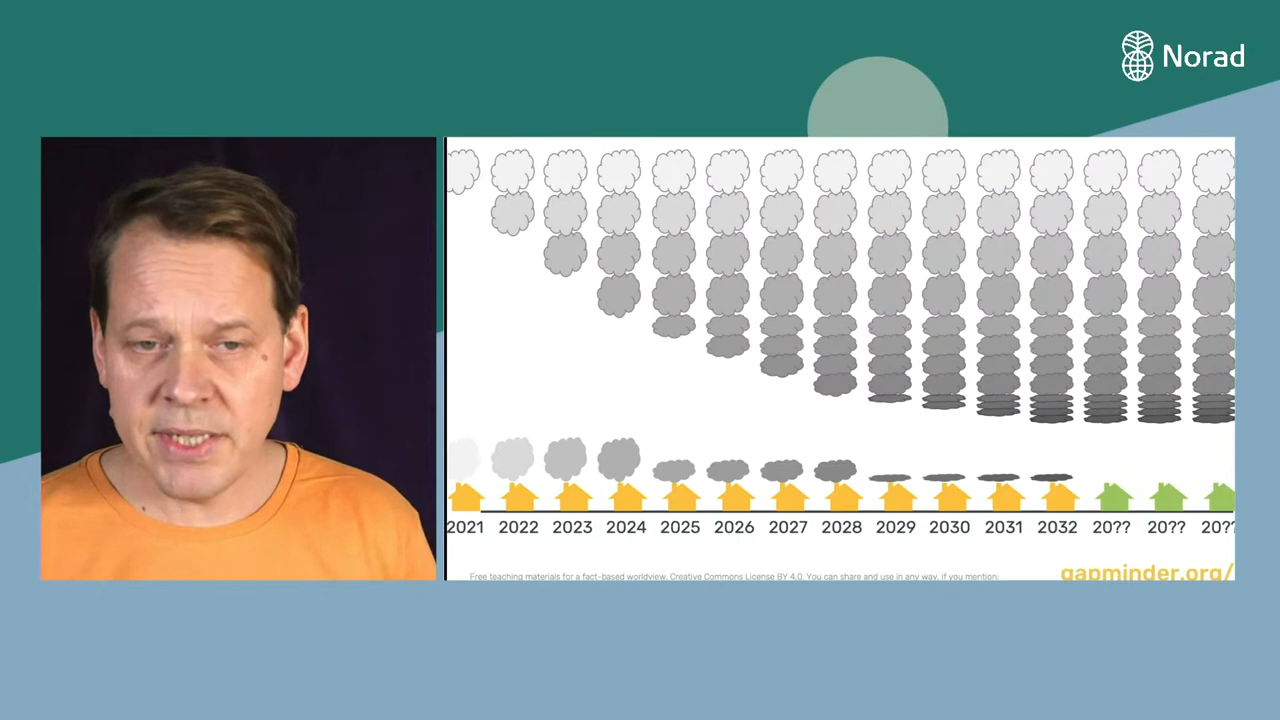 Norad
2021 2022 2023 2024 2025 2026 2027 2028 2029 2030 2031 2032 20?? 20?? 20??
Free teaching materials for a fact-based worldview. Creative Commons License BY 4.0. You can share and use in any way, if you mention:
gapminder.org/